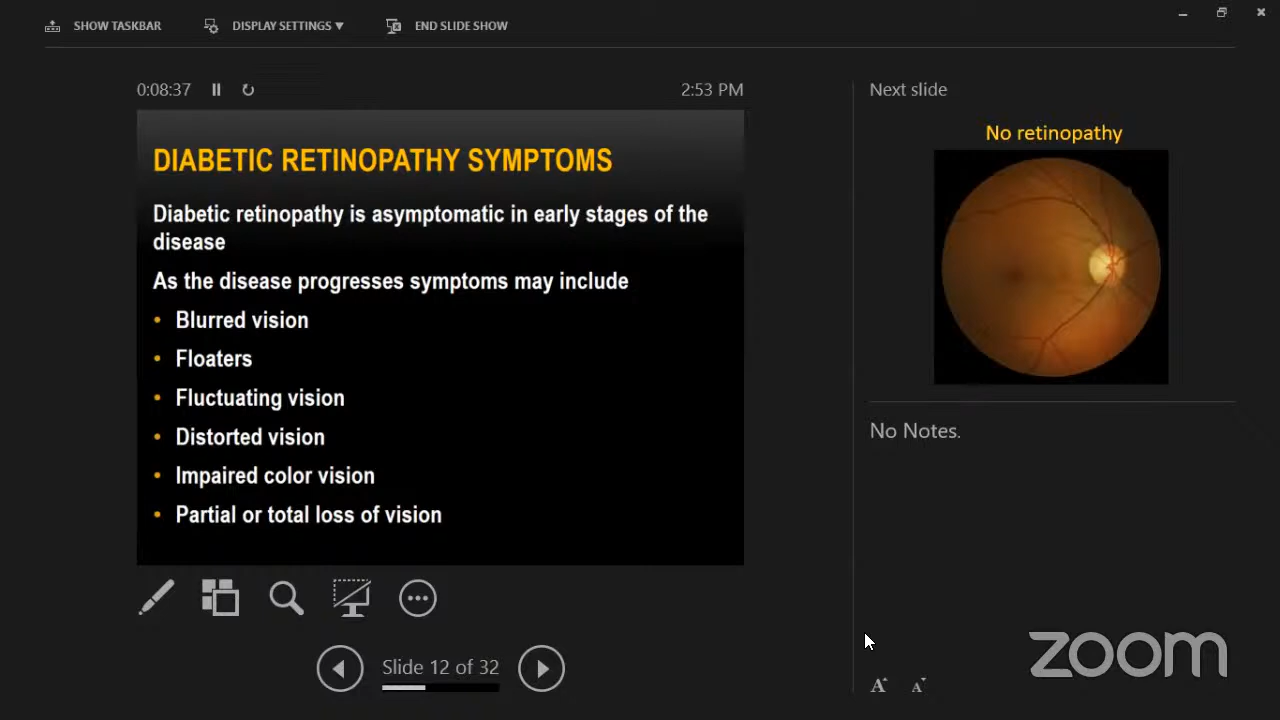 SHOW TASKBAR
DISPLAY SETTINGS ▼
END SLIDE SHOW
0:08:37
2:53 PM
DIABETIC RETINOPATHY SYMPTOMS
Diabetic retinopathy is asymptomatic in early stages of the
disease
As the disease progresses symptoms may include
• Blurred vision
• Floaters
• Fluctuating vision
• Distorted vision
• Impaired color vision
• Partial or total loss of vision
Slide 12 of 32
Next slide
No retinopathy
No Notes.
A A
zoom